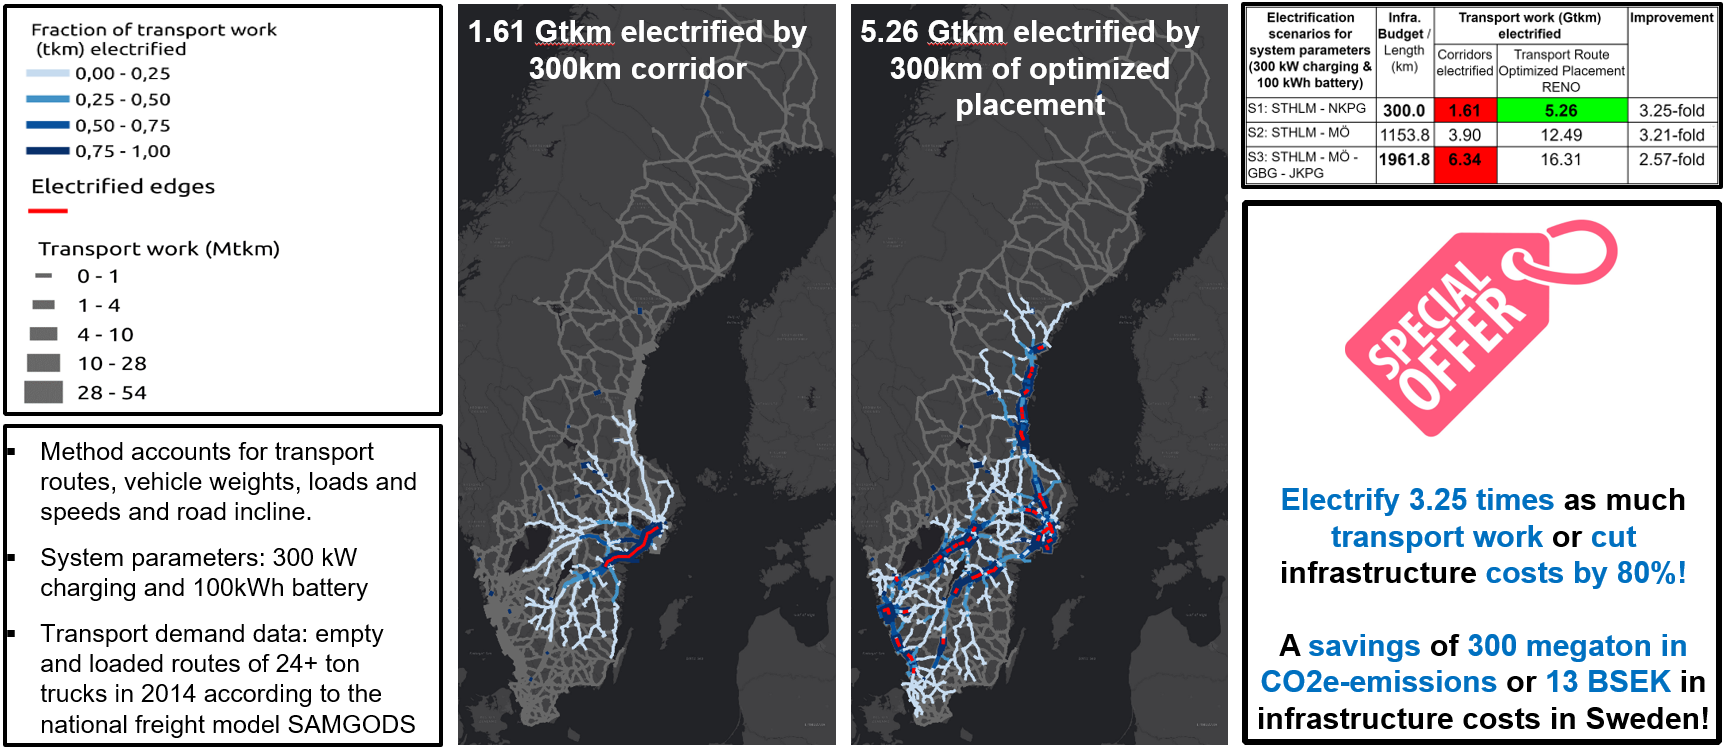 Fraction of transport work
(tkm) electrified
0,00 - 0,25
0,25 - 0,50
0,50 - 0,75
0,75 - 1,00
Electrified edges
Transport work (Mtkm)
0 - 1
1 - 4
4 - 10
10 - 28
28 - 54
Method accounts for transport
routes, vehicle weights, loads and
speeds and road incline.
System parameters: 300 kW
charging and 100kWh battery
Transport demand data: empty
and loaded routes of 24+ ton
trucks in 2014 according to the
national freight model SAMGODS
1.61 Gtkm electrified by
300km corridor
5.26 Gtkm electrified by
300km of optimized
placement
Electrification
scenarios for
system parameters
(300 kW charging &
100 kWh battery)
Infra.
Budget /
Length
(km)
Transport work (Gtkm)
electrified
Improvement
Corridors
electrified
Transport Route
Optimized Placement
RENO
S1: STHLM - NKPG 300.0 1.61 5.26 3.25-fold
S2: STHLM - MÖ 1153.8 3.90 12.49 3.21-fold
S3: STHLM - MÖ - 1961.8 6.34 16.31 2.57-fold
GBG - JKPG
SPECIAL
OFFER
Electrify 3.25 times as much
transport work or cut
infrastructure costs by 80%!
A savings of 300 megaton in
CO2e-emissions or 13 BSEK in
infrastructure costs in Sweden!